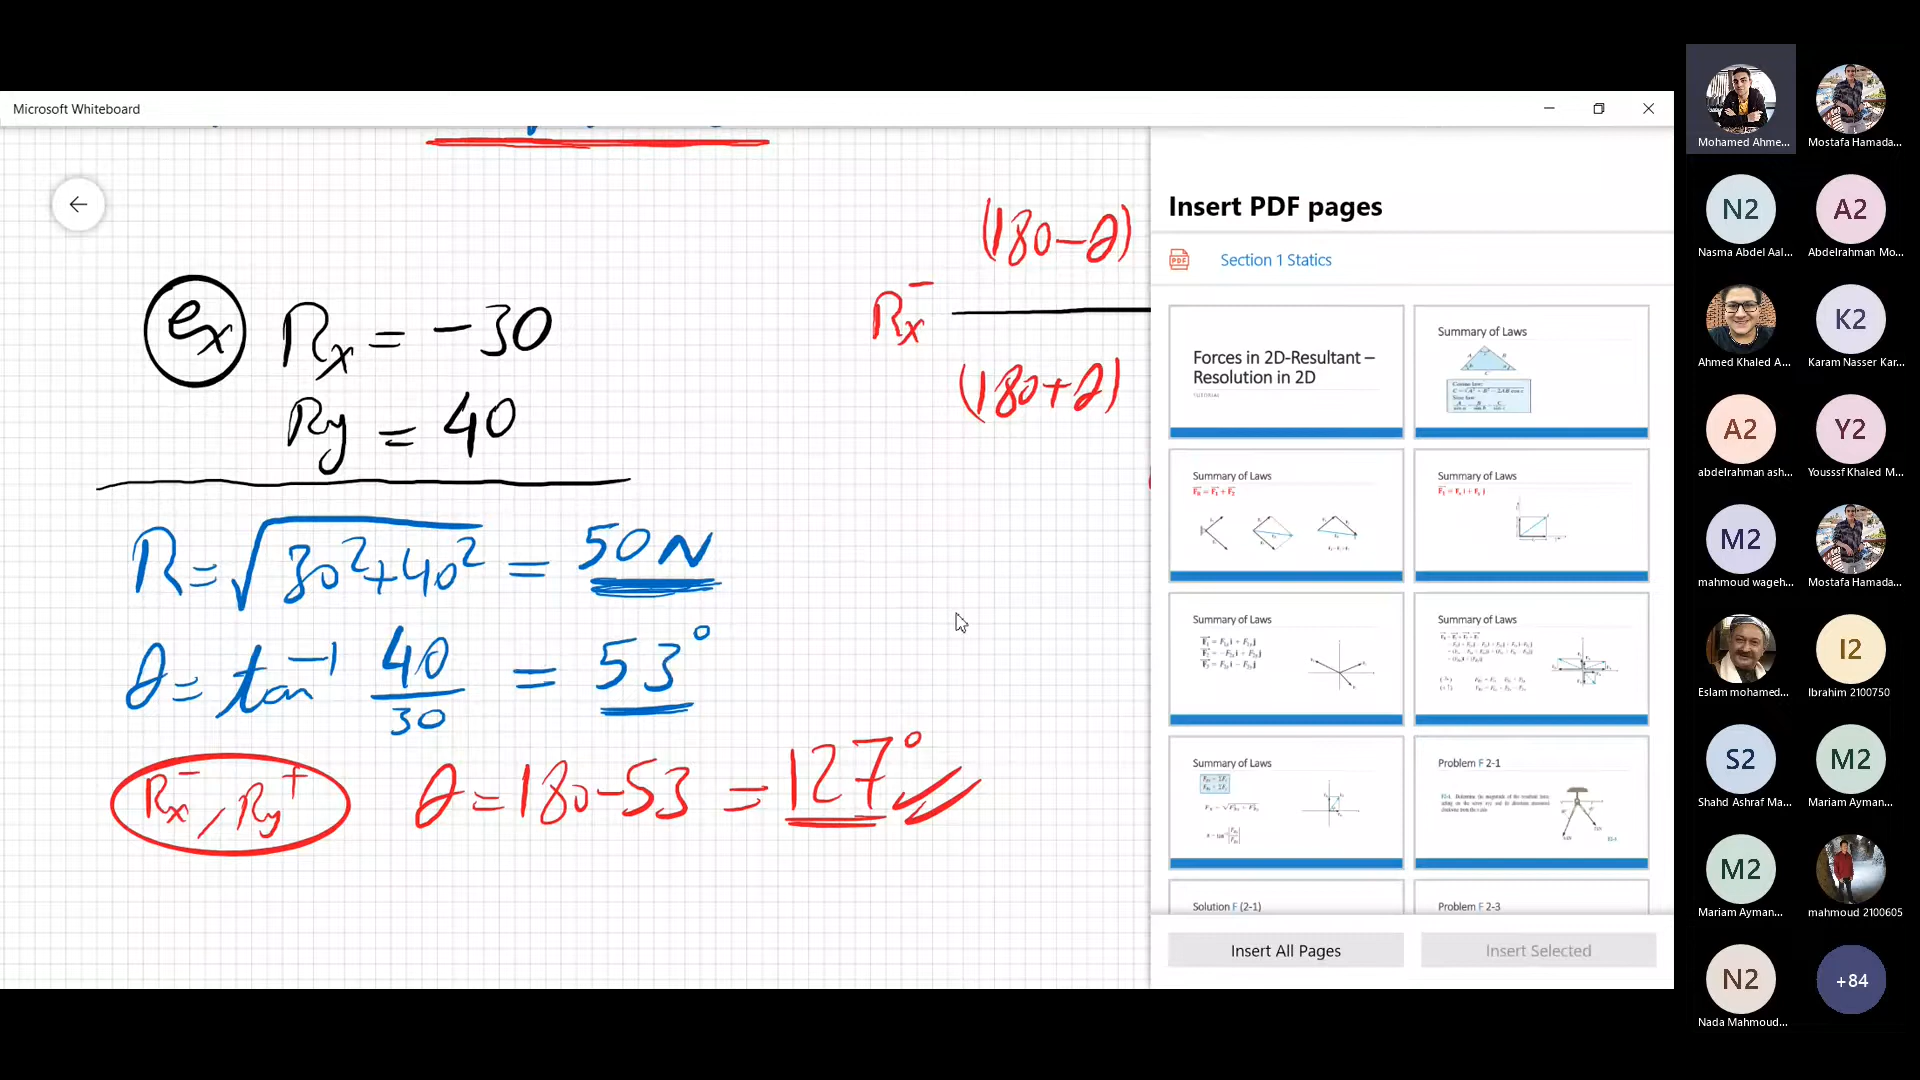 Microsoft Whiteboard
ex
Rx = -30
Ry = 40
R = √30²+40² = 50N
θ = tan⁻¹ 40/30 = 53°
Rx⁻, Ry⁺
θ = 180-53 = 127°
(180-θ)
Rx⁻
(180+θ)
Insert PDF pages
PDF
Section 1 Statics
Forces in 2D-Resultant –
Resolution in 2D
TUTORIAL
Summary of Laws
Summary of Laws
Summary of Laws
Summary of Laws
Summary of Laws
Summary of Laws
Problem F 2-1
Solution F (2-1)
Problem F 2-3
Insert All Pages
Insert Selected
Mohamed Ahme...
Mostafa Hamada...
N2
Nasma Abdel Aal...
A2
Abdelrahman Mo...
Ahmed Khaled A...
K2
Karam Nasser Kar...
A2
abdelrahman ash...
Y2
Yousssf Khaled M...
M2
mahmoud wageh...
Mostafa Hamada...
Eslam mohamed...
I2
Ibrahim 2100750
S2
Shahd Ashraf Ma...
M2
Mariam Ayman...
M2
Mariam Ayman...
mahmoud 2100605
N2
Nada Mahmoud...
+84